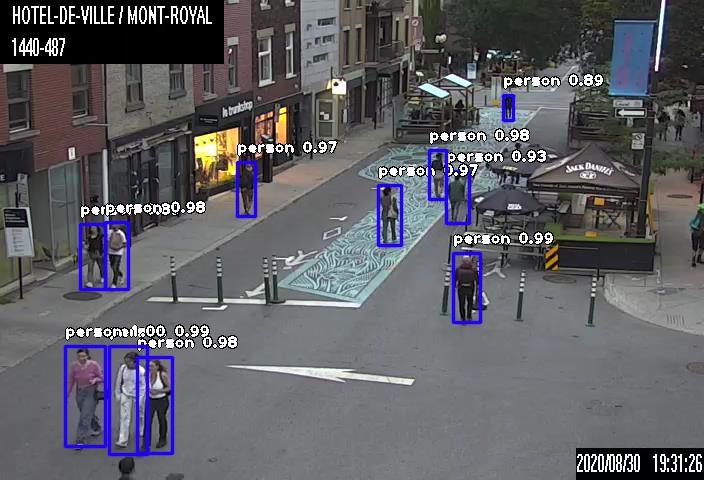 HOTEL-DE-VILLE / MONT-ROYAL
1440-487
person 0.89
person 0.98
person 0.97
person 0.93
person 0.97
person 0.98
person 0.99
person 0.99
person 0.98
JACK DANIEL'S
2020/08/30 19:31:26